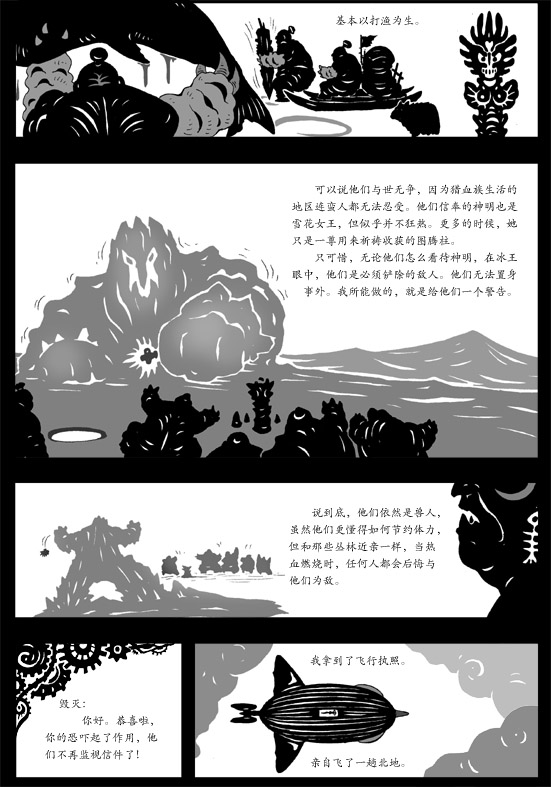 基本以打渔为生。
可以说他们与世无争，因为猎血族生活的
地区连蛮人都无法忍受。他们信奉的神明也是
雪花女王，但似乎并不狂热。更多的时候，她
只是一尊用来祈祷收获的图腾柱。
只可惜，无论他们怎么看待神明，在冰王
眼中，他们是必须铲除的敌人。他们无法置身
事外。我所能做的，就是给他们一个警告。
说到底，他们依然是兽人，
虽然他们更懂得如何节约体力，
但和那些丛林近亲一样，当热
血燃烧时，任何人都会后悔与
他们为敌。
毁灭：
你好。恭喜啦，
你的恐吓起了作用，他
们不再监视信件了！
我拿到了飞行执照。
亲自飞了一趟北地。